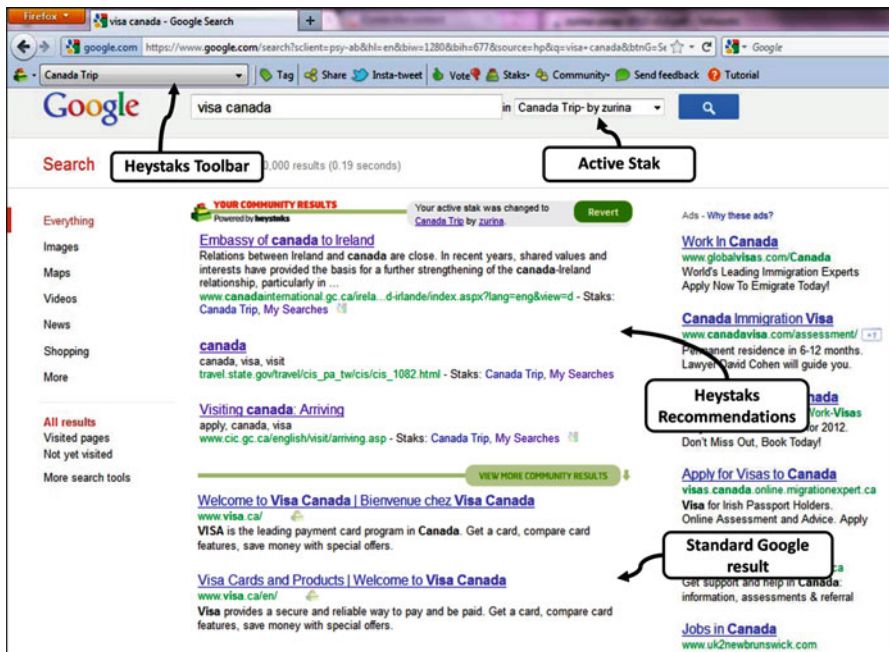 Firefox
visa canada - Google Search
+
google.com https://www.google.com/search?sclient=psy-ab&hl=en&biw=1280&bih=677&source=hp&q=visa+canada&btnG=Se
Google
Canada Trip
Tag Share Insta-tweet Vote Staks Community Send feedback Tutorial
Google
visa canada
in Canada Trip- by zurina
Heystaks Toolbar
Active Stak
Search
0,000 results (0.19 seconds)
Everything
Images
Maps
Videos
News
Shopping
More
All results
Visited pages
Not yet visited
More search tools
YOUR COMMUNITY RESULTS
Powered by heystaks
Your active stak was changed to
Canada Trip by zurina.
Revert
Embassy of canada to Ireland
Relations between Ireland and canada are close. In recent years, shared values and
interests have provided the basis for a further strengthening of the canada-Ireland
relationship, particularly in ...
www.canadainternational.gc.ca/irela...d-irlande/index.aspx?lang=eng&view=d - Staks:
Canada Trip, My Searches
canada
canada, visa, visit
travel.state.gov/travel/cis_pa_tw/cis/cis_1082.html - Staks: Canada Trip, My Searches
Visiting canada: Arriving
apply, canada, visa
www.cic.gc.ca/english/visit/arriving.asp - Staks: Canada Trip, My Searches
VIEW MORE COMMUNITY RESULTS
Welcome to Visa Canada | Bienvenue chez Visa Canada
www.visa.ca/
VISA is the leading payment card program in Canada. Get a card, compare card
features, save money with special offers.
Visa Cards and Products | Welcome to Visa Canada
www.visa.ca/en/
Visa provides a secure and reliable way to pay and be paid. Get a card, compare card
features, save money with special offers.
Ads - Why these ads?
Work In Canada
www.globalvisas.com/Canada
World's Leading Immigration Experts
Apply Now To Emigrate Today!
Canada Immigration Visa
www.canadavisa.com/assessment/
+1
Permanent residence in 6-12 months.
Lawyer David Cohen will guide you.
Heystaks
Recommendations
nada
Work-Visas
for 2012.
Don't Miss Out, Book Today!
Apply for Visas to Canada
visas.canada.online.migrationexpert.ca
Visa for Irish Passport Holders.
Online Assessment and Advice. Apply
Standard Google
result
ca
Get support and help in Canada:
information, assessments & referral
Jobs in Canada
www.uk2newbrunswick.com